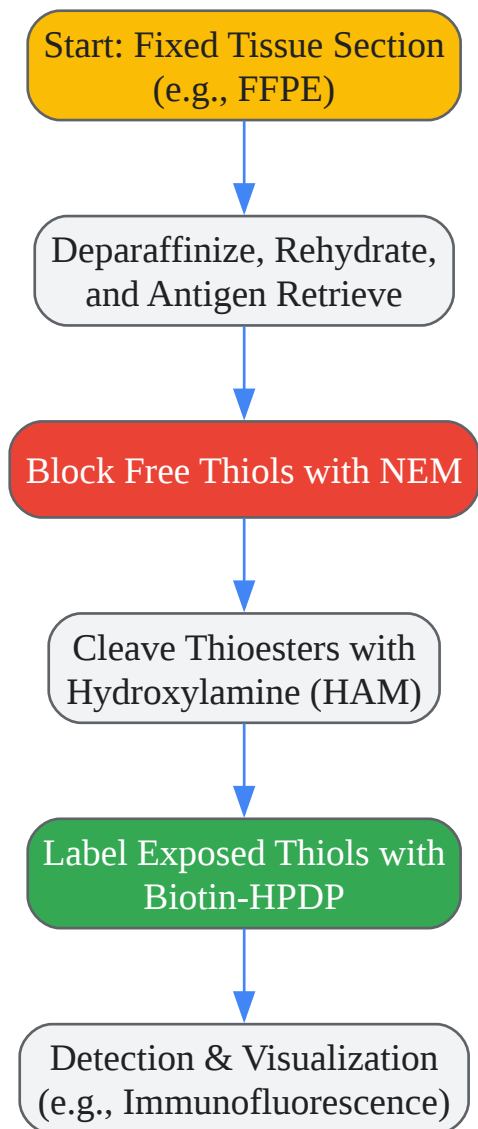 Start: Fixed Tissue Section
(e.g., FFPE)
Deparaffinize, Rehydrate,
and Antigen Retrieve
Block Free Thiols with NEM
Cleave Thioesters with
Hydroxylamine (HAM)
Label Exposed Thiols with
Biotin-HPDP
Detection & Visualization
(e.g., Immunofluorescence)